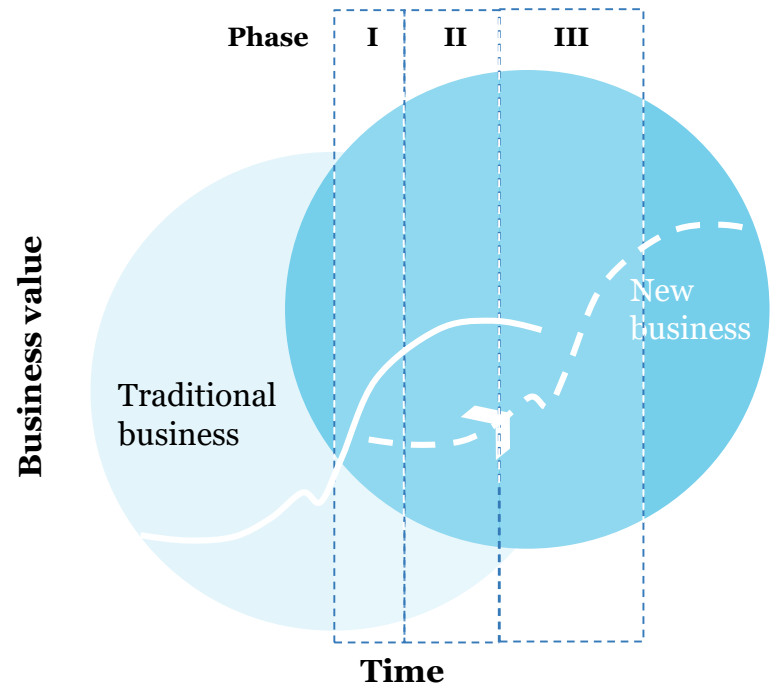 Phase I II III
Business value
Traditional
business
New
business
Time